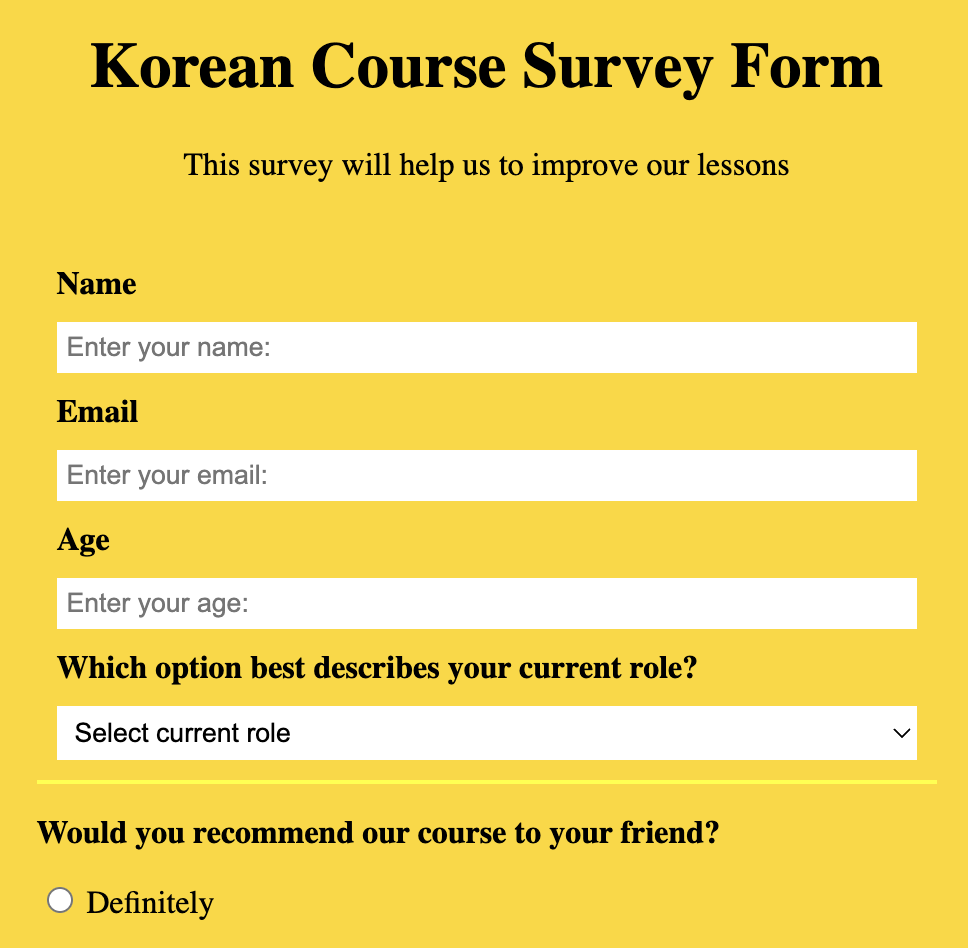 Korean Course Survey Form
This survey will help us to improve our lessons
Name
Enter your name:
Email
Enter your email:
Age
Enter your age:
Which option best describes your current role?
Select current role
Would you recommend our course to your friend?
Definitely